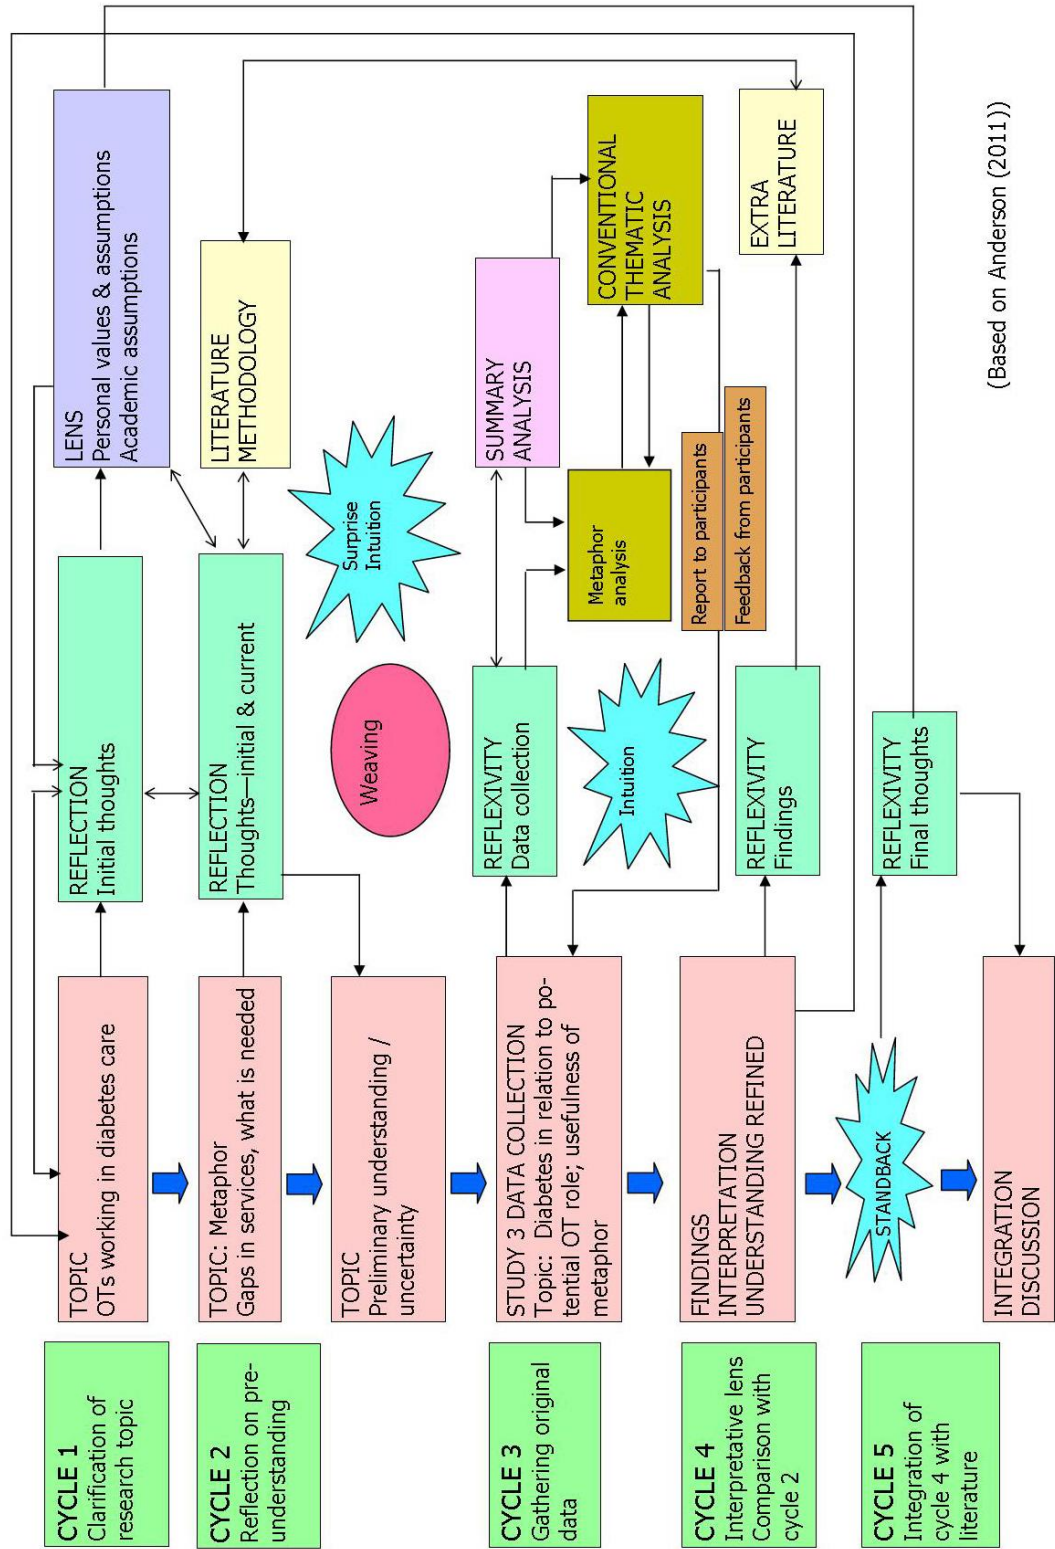 CYCLE 1
Clarification of
research topic
TOPIC
OTs working in diabetes care
REFLECTION
Initial thoughts
LENS
Personal values & assumptions
Academic assumptions
CYCLE 2
Reflection on pre-
understanding
TOPIC: Metaphor
Gaps in services, what is needed
REFLECTION
Thoughts—initial & current
LITERATURE
METHODOLOGY
TOPIC
Preliminary understanding /
uncertainty
Weaving
Surprise
Intuition
CYCLE 3
Gathering original
data
STUDY 3 DATA COLLECTION
Topic: Diabetes in relation to po-
tential OT role; usefulness of
metaphor
REFLEXIVITY
Data collection
SUMMARY
ANALYSIS
Metaphor
analysis
CONVENTIONAL
THEMATIC
ANALYSIS
Intuition
Report to participants
Feedback from participants
CYCLE 4
Interpretative lens
Comparison with
cycle 2
FINDINGS
INTERPRETATION
UNDERSTANDING REFINED
REFLEXIVITY
Findings
EXTRA
LITERATURE
CYCLE 5
Integration of
cycle 4 with
literature
STANDBACK
REFLEXIVITY
Final thoughts
INTEGRATION
DISCUSSION
(Based on Anderson (2011))